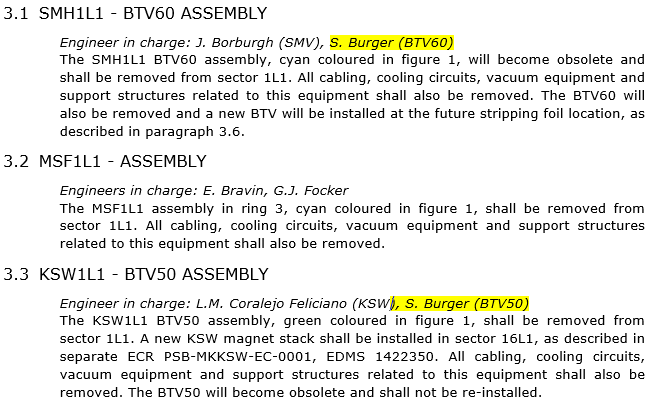 3.1 SMH1L1 - BTV60 ASSEMBLY
Engineer in charge: J. Borburgh (SMV), S. Burger (BTV60)
The SMH1L1 BTV60 assembly, cyan coloured in figure 1, will become obsolete and
shall be removed from sector 1L1. All cabling, cooling circuits, vacuum equipment and
support structures related to this equipment shall also be removed. The BTV60 will
also be removed and a new BTV will be installed at the future stripping foil location, as
described in paragraph 3.6.
3.2 MSF1L1 - ASSEMBLY
Engineers in charge: E. Bravin, G.J. Focker
The MSF1L1 assembly in ring 3, cyan coloured in figure 1, shall be removed from
sector 1L1. All cabling, cooling circuits, vacuum equipment and support structures
related to this equipment shall also be removed.
3.3 KSW1L1 - BTV50 ASSEMBLY
Engineer in charge: L.M. Coralejo Feliciano (KSW), S. Burger (BTV50)
The KSW1L1 BTV50 assembly, green coloured in figure 1, shall be removed from
sector 1L1. A new KSW magnet stack shall be installed in sector 16L1, as described in
separate ECR PSB-MKKSW-EC-0001, EDMS 1422350. All cabling, cooling circuits,
vacuum equipment and support structures related to this equipment shall also be
removed. The BTV50 will become obsolete and shall not be re-installed.